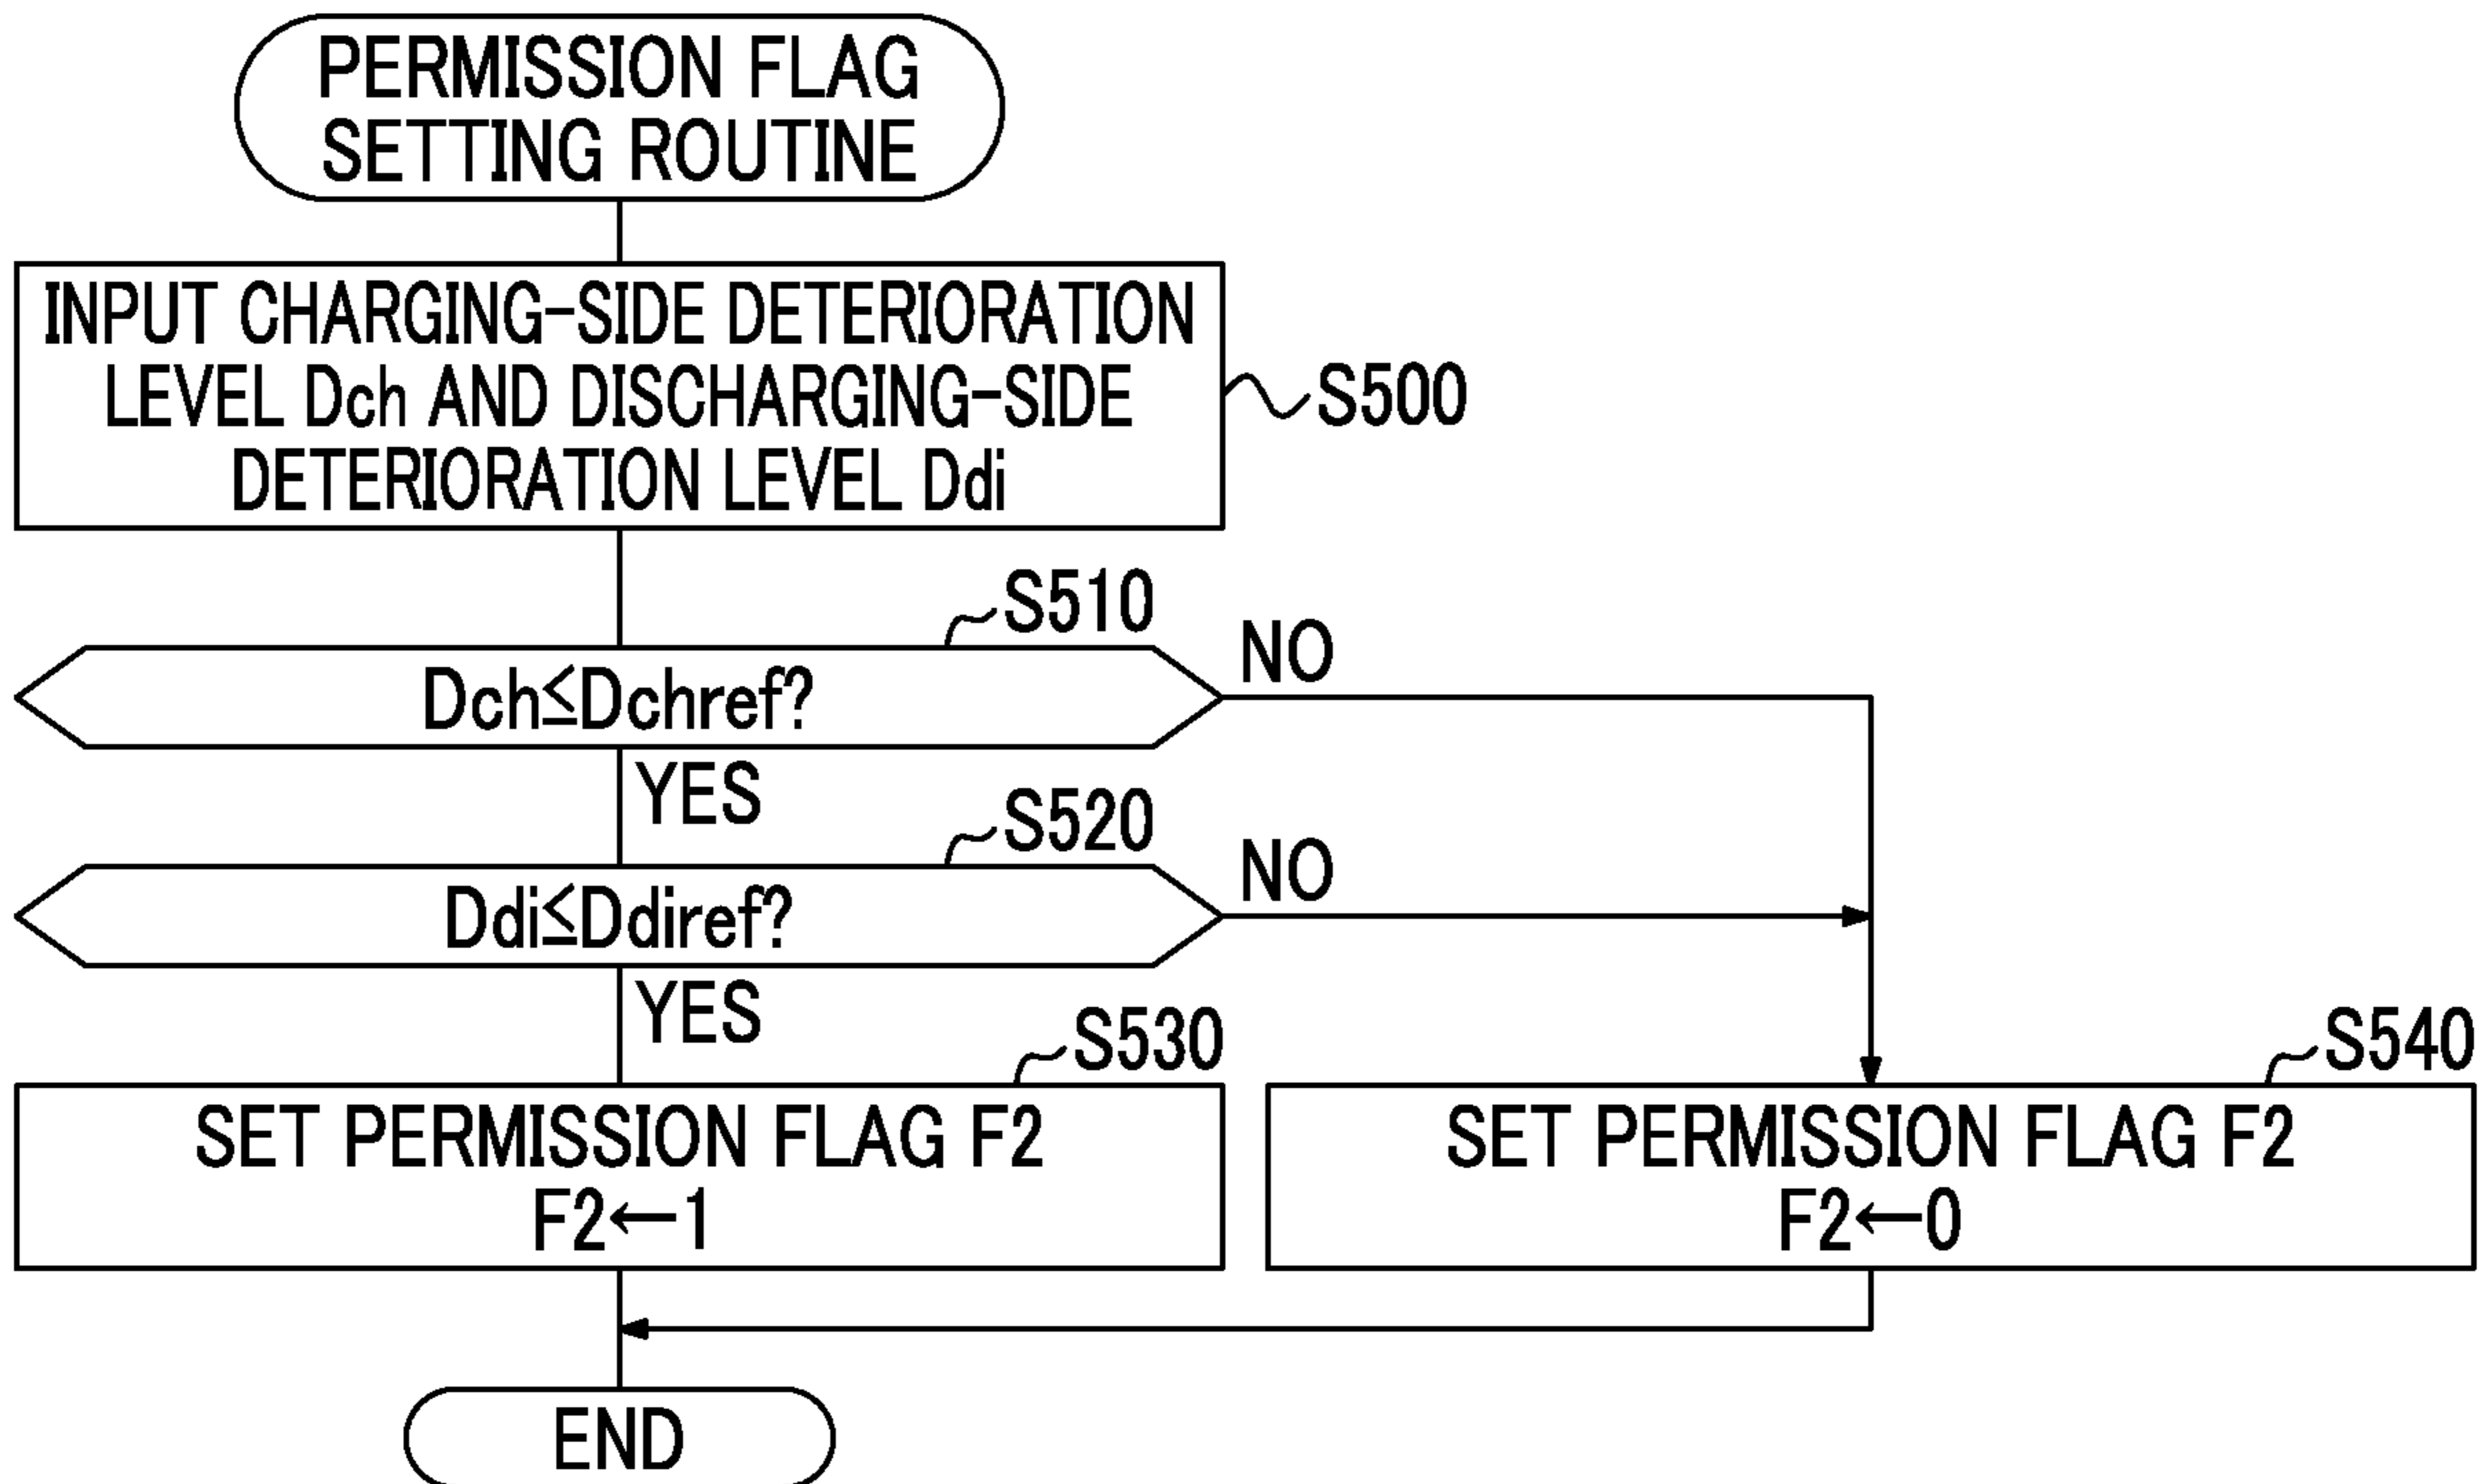 PERMISSION FLAG
SETTING ROUTINE
INPUT CHARGING-SIDE DETERIORATION
LEVEL Dch AND DISCHARGING-SIDE
DETERIORATION LEVEL Ddi
S500
S510
Dch≤Dchref?
NO
YES
S520
Ddi≤Ddiref?
NO
YES
S530
SET PERMISSION FLAG F2
F2←1
S540
SET PERMISSION FLAG F2
F2←0
END